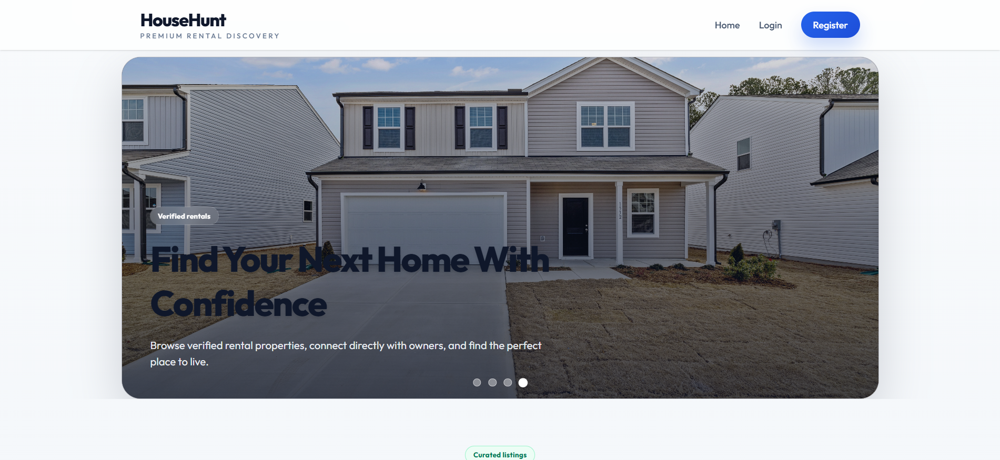 HouseHunt
PREMIUM RENTAL DISCOVERY
Home
Login
Register
Verified rentals
Find Your Next Home With
Confidence
Browse verified rental properties, connect directly with owners, and find the perfect
place to live.
1532
Curated listings